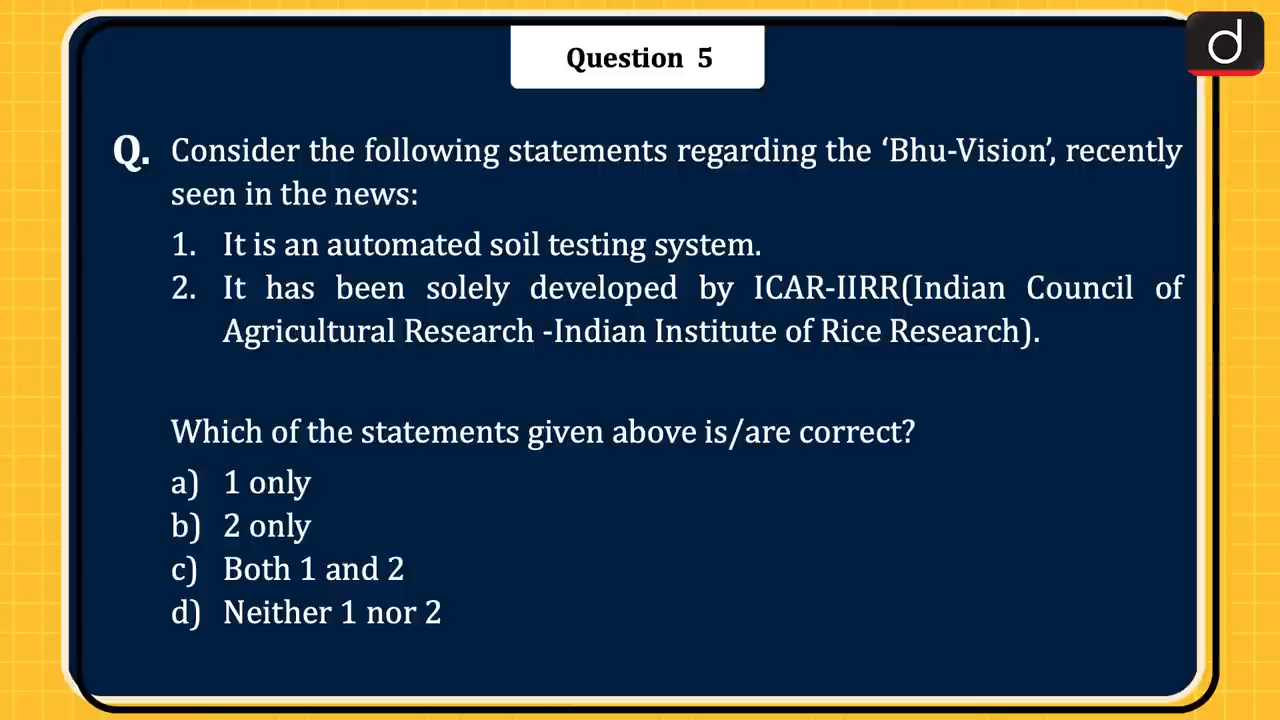 Question 5
d
Q. Consider the following statements regarding the ‘Bhu-Vision’, recently
seen in the news:
1. It is an automated soil testing system.
2. It has been solely developed by ICAR-IIRR(Indian Council of
Agricultural Research -Indian Institute of Rice Research).
Which of the statements given above is/are correct?
a) 1 only
b) 2 only
c) Both 1 and 2
d) Neither 1 nor 2